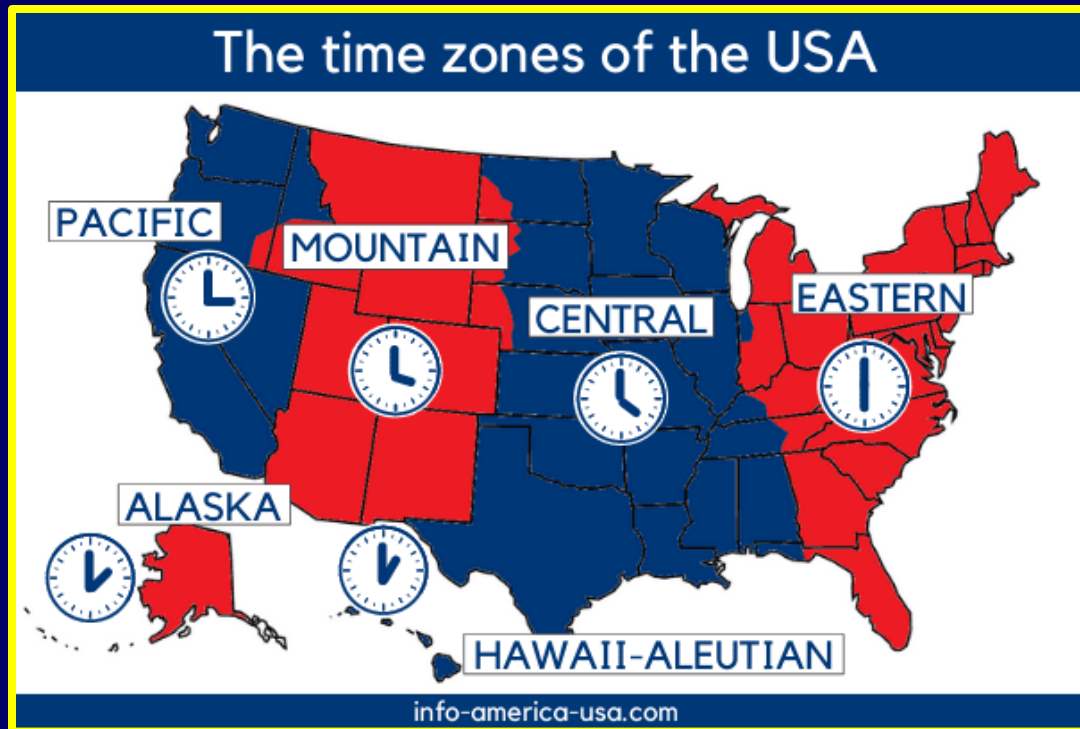 The time zones of the USA
PACIFIC
MOUNTAIN
EASTERN
CENTRAL
ALASKA
HAWAII-ALEUTIAN
info-america-usa.com